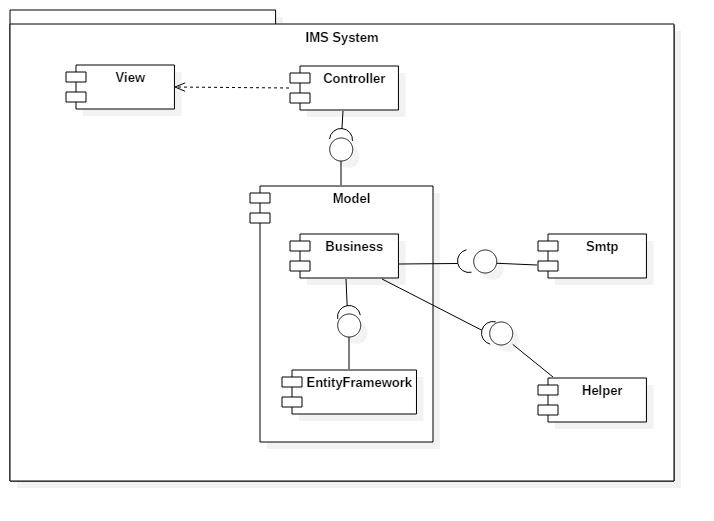 IMS System
View
Controller
Model
Business
Smtp
EntityFramework
Helper